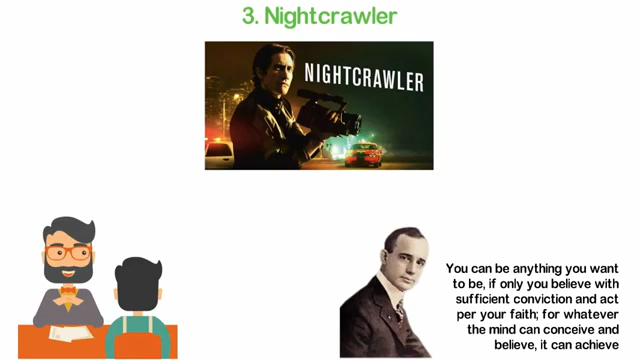 3. Nightcrawler
NIGHTCRAWLER
You can be anything you want
to be, if only you believe with
sufficient conviction and act
per your faith; for whatever
the mind can conceive and
believe, it can achieve